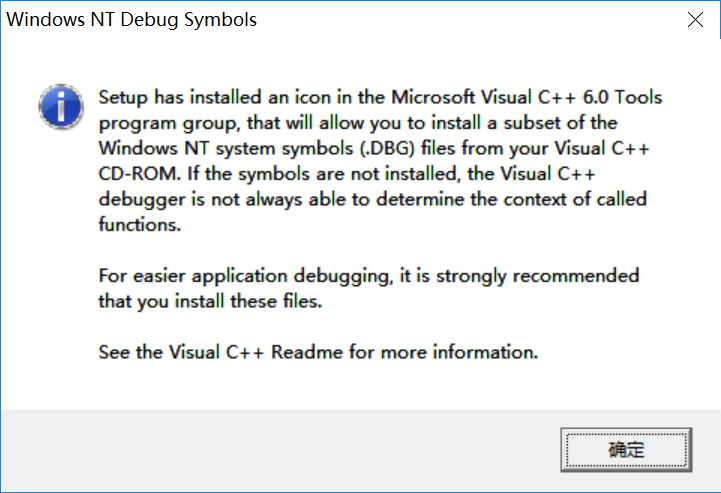 Windows NT Debug Symbols
Setup has installed an icon in the Microsoft Visual C++ 6.0 Tools
program group, that will allow you to install a subset of the
Windows NT system symbols (.DBG) files from your Visual C++
CD-ROM. If the symbols are not installed, the Visual C++
debugger is not always able to determine the context of called
functions.
For easier application debugging, it is strongly recommended
that you install these files.
See the Visual C++ Readme for more information.
确定